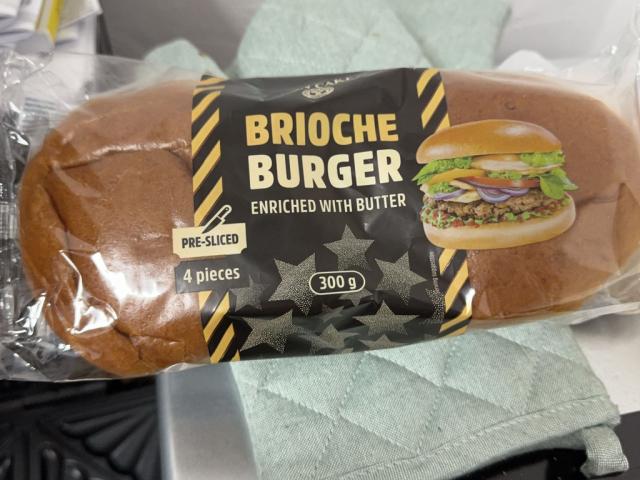 BRIOCHE
BURGER
ENRICHED WITH BUTTER
PRE-SLICED
4 pieces
300 g